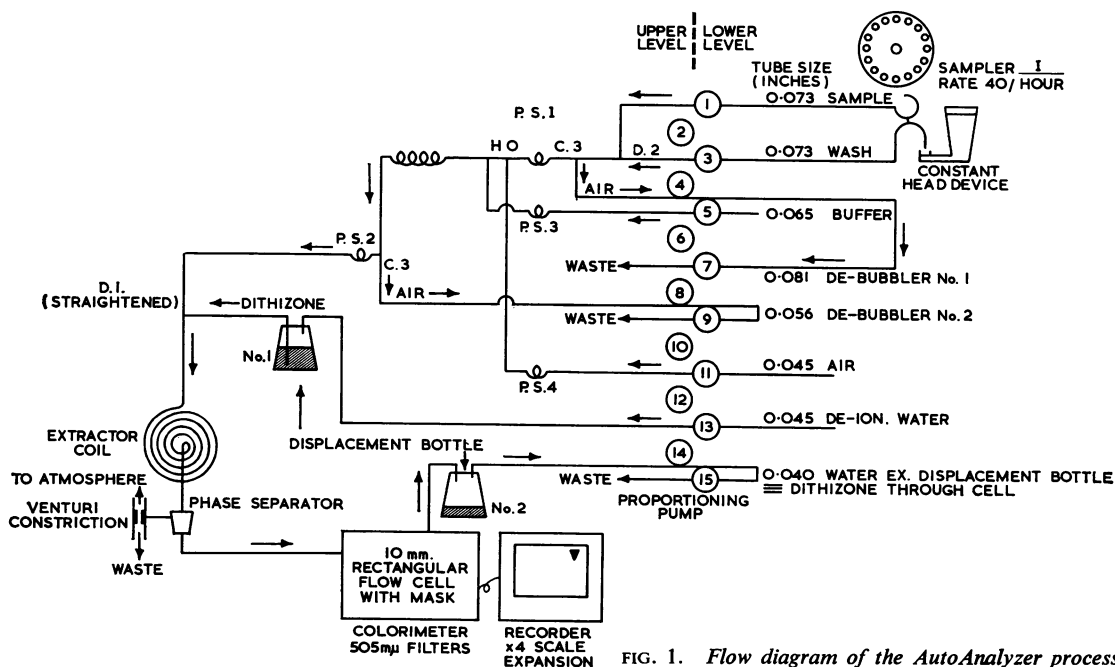 UPPER LEVEL
LOWER LEVEL
TUBE SIZE
(INCHES)
SAMPLER I
RATE 40/HOUR
1
0·073 SAMPLE
P.S.1
2
H O
C.3
D.2
3
0·073 WASH
CONSTANT
HEAD DEVICE
AIR
4
5
0·065 BUFFER
P.S.3
6
P.S.2
C.3
WASTE
7
0·081 DE-BUBBLER No. 1
D.I.
(STRAIGHTENED)
AIR
8
DITHIZONE
WASTE
9
0·056 DE-BUBBLER No. 2
No.1
10
P.S.4
11
0·045 AIR
12
DISPLACEMENT BOTTLE
13
0·045 DE-ION. WATER
EXTRACTOR
COIL
14
TO ATMOSPHERE
WASTE
15
0·040 WATER EX. DISPLACEMENT BOTTLE
≡ DITHIZONE THROUGH CELL
PROPORTIONING
PUMP
No.2
PHASE SEPARATOR
VENTURI
CONSTRICTION
WASTE
10 mm.
RECTANGULAR
FLOW CELL
WITH MASK
COLORIMETER
505mμ FILTERS
RECORDER
x4 SCALE
EXPANSION
FIG. 1. Flow diagram of the AutoAnalyzer process